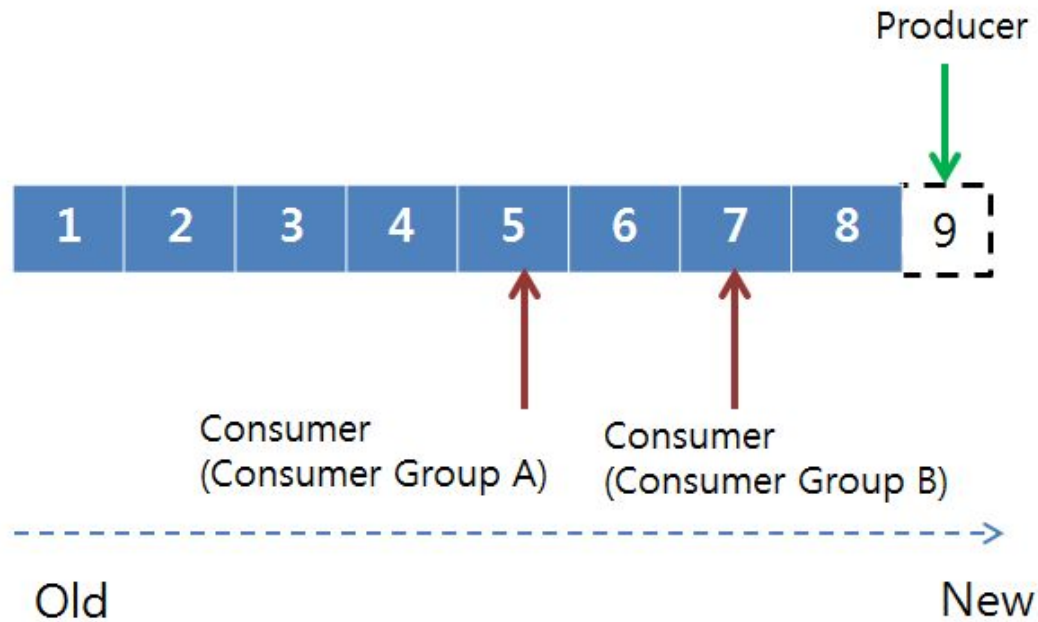 Producer
1 2 3 4 5 6 7 8 9
Consumer
(Consumer Group A)
Consumer
(Consumer Group B)
Old
New